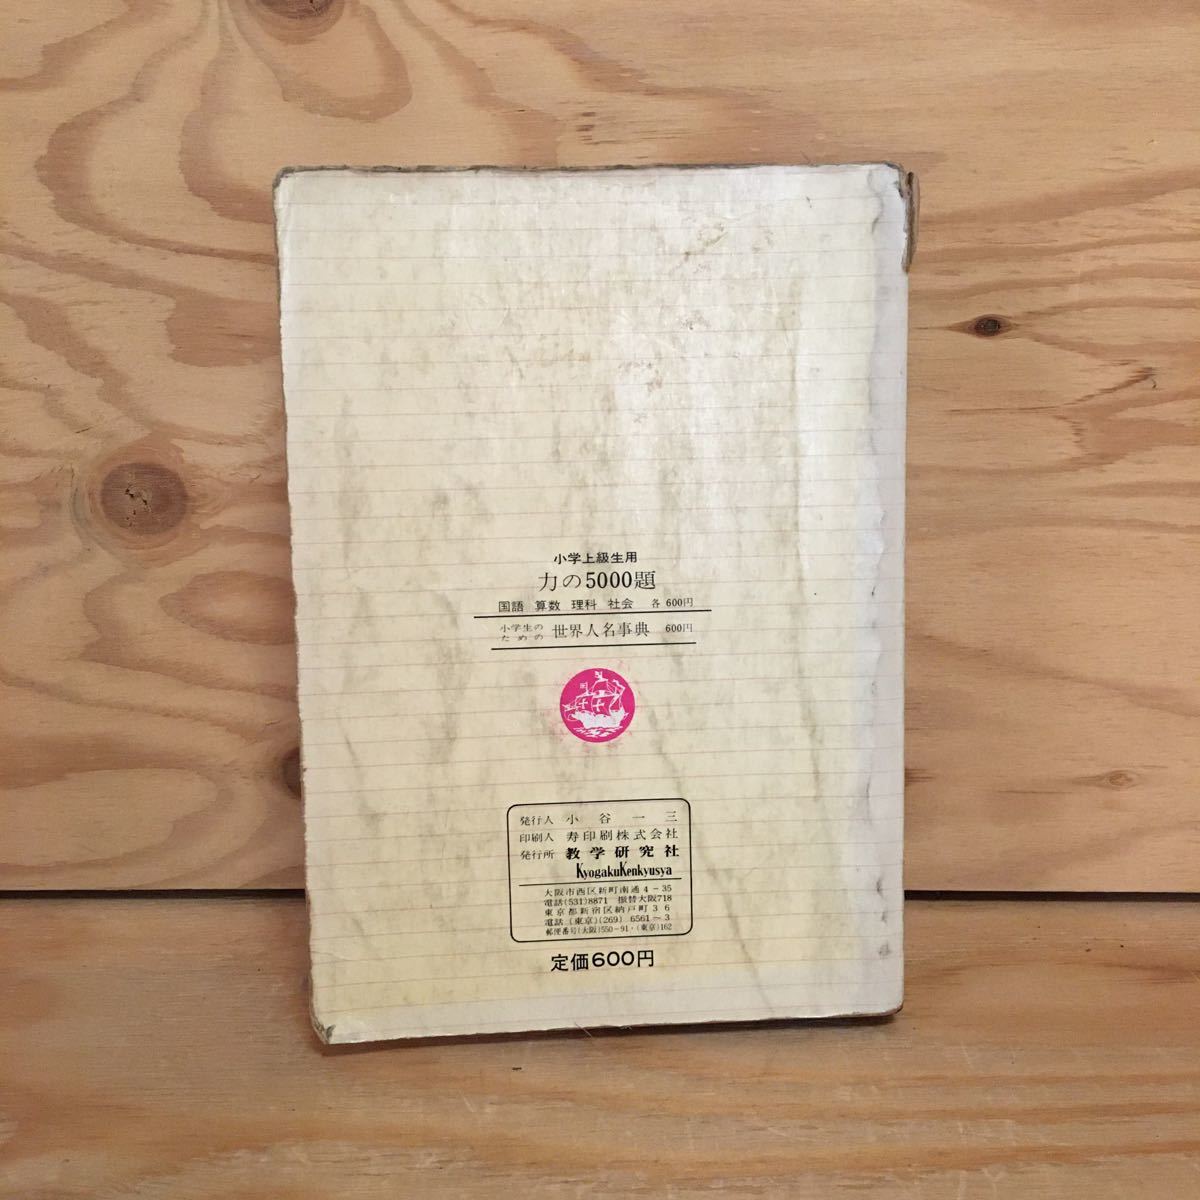 小学上級生用
力の5000題
国語 算数 理科 社会 各600円
小学生の
ための 世界人名事典 600円
発行人 小谷一三
印刷人 寿印刷株式会社
発行所 教学研究社
KyogakuKenkyusya
大阪市西区新町南通4-35
電話(531)8871 振替大阪718
東京都新宿区納戸町36
電話(東京)(269)6561~3
郵便番号(大阪)550-91・(東京)162
定価600円